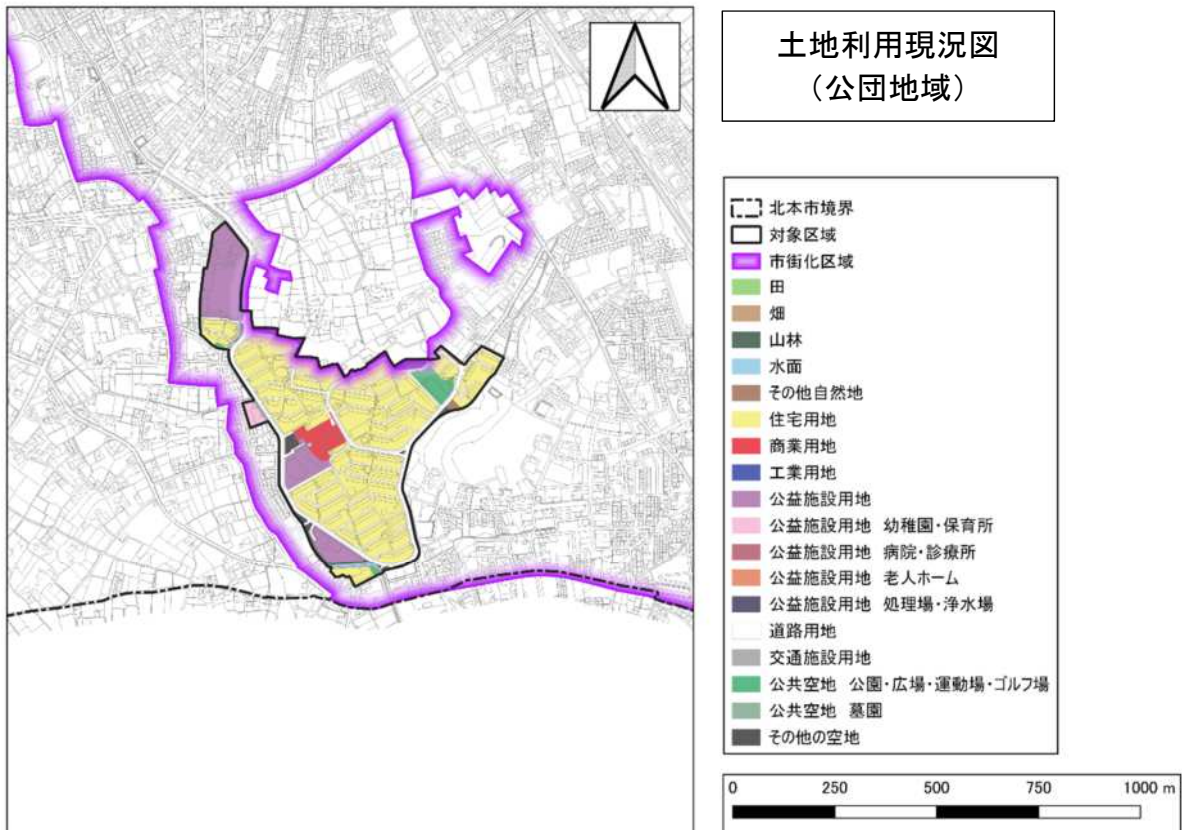 土地利用現況図
（公団地域）
北本市境界
対象区域
市街化区域
田
畑
山林
水面
その他自然地
住宅用地
商業用地
工業用地
公益施設用地
公益施設用地 幼稚園・保育所
公益施設用地 病院・診療所
公益施設用地 老人ホーム
公益施設用地 処理場・浄水場
道路用地
交通施設用地
公共空地 公園・広場・運動場・ゴルフ場
公共空地 墓園
その他の空地
0 250 500 750 1000 m